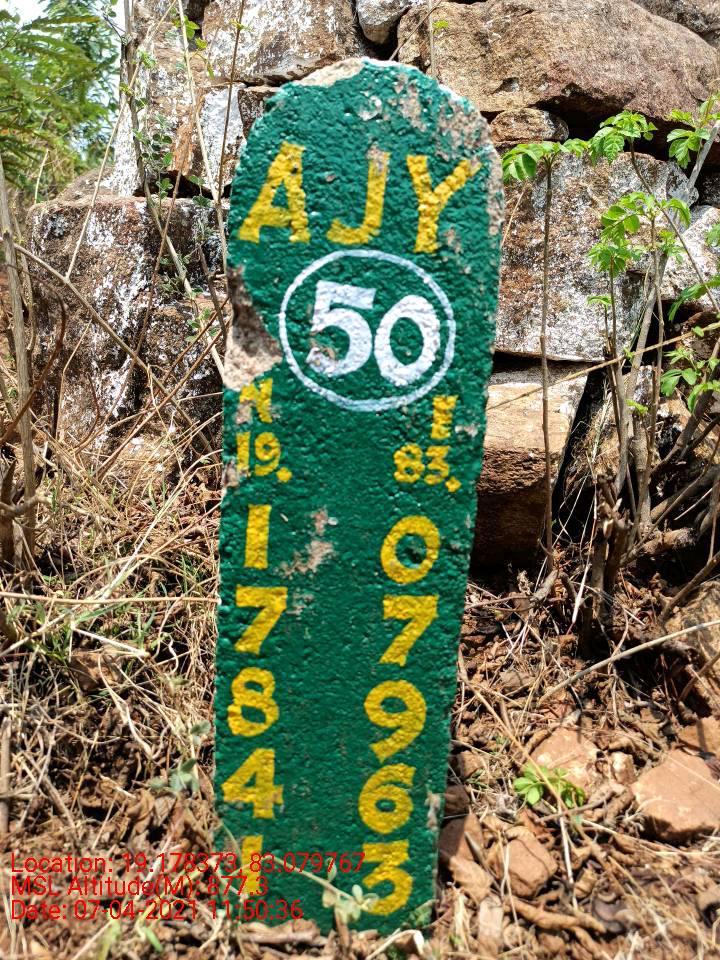 AJY
50
N E
19. 83.
1 0
7 7
8 9
4 6
1 3
Location: 19.178373, 83.079767
MSL Altitude(M): 877.3
Date: 07-04-2021 11:50:36